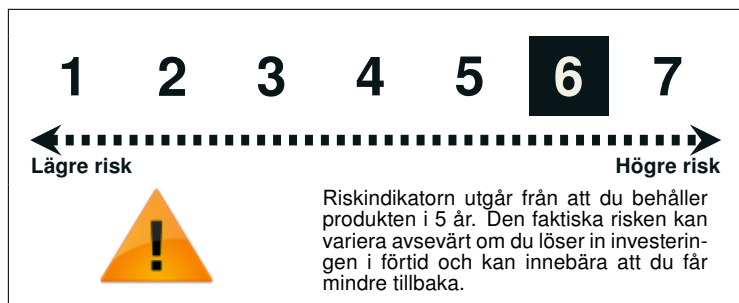 1 2 3 4 5 6 7
Lägre risk Högre risk
!
Riskindikatorn utgår från att du behåller
produkten i 5 år. Den faktiska risken kan
variera avsevärt om du löser in investerin-
gen i förtid och kan innebära att du får
mindre tillbaka.